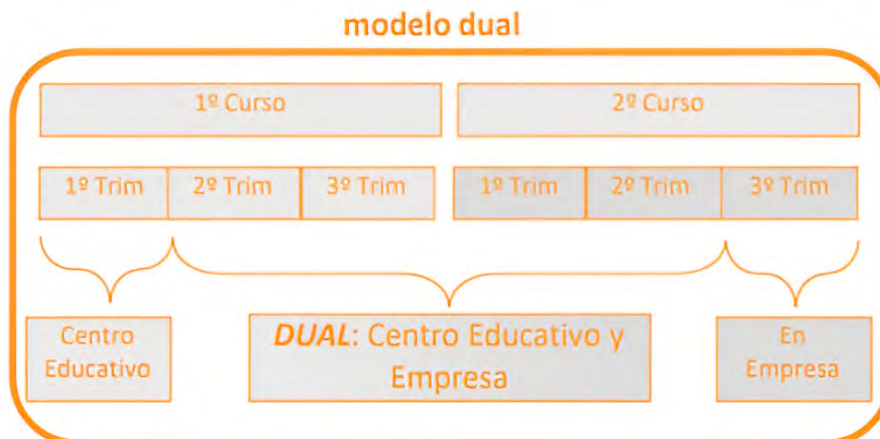 modelo dual
1º Curso
2º Curso
1º Trim
2º Trim
3º Trim
1º Trim
2º Trim
3º Trim
Centro
Educativo
DUAL: Centro Educativo y
Empresa
En
Empresa